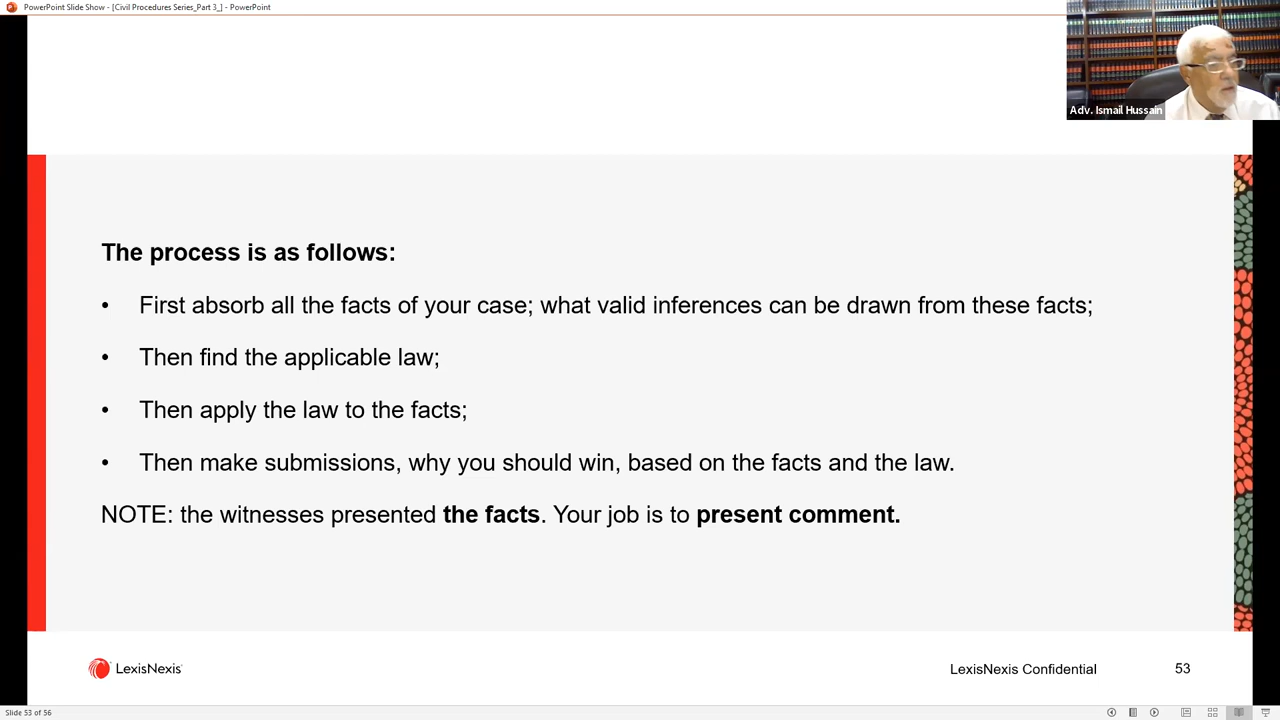 PowerPoint Slide Show - [Civil Procedures Series_Part 3_] - PowerPoint
Adv. Ismail Hussain
The process is as follows:
• First absorb all the facts of your case; what valid inferences can be drawn from these facts;
• Then find the applicable law;
• Then apply the law to the facts;
• Then make submissions, why you should win, based on the facts and the law.
NOTE: the witnesses presented the facts. Your job is to present comment.
LexisNexis
LexisNexis Confidential
53
Slide 53 of 56